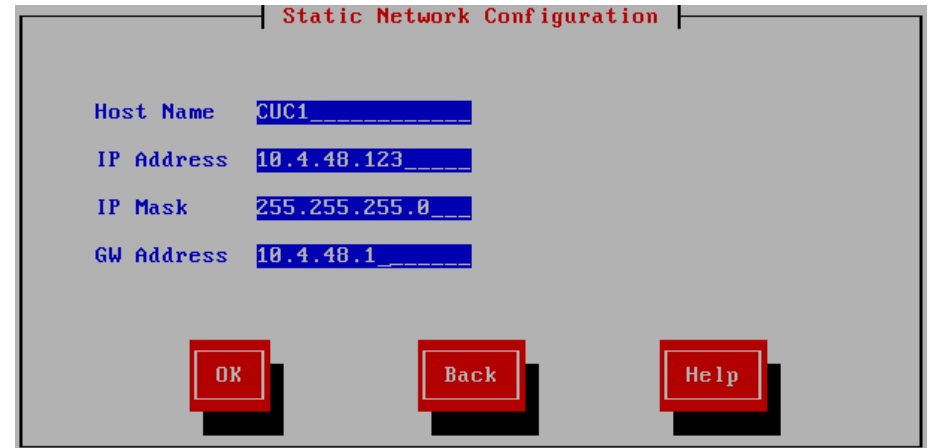 Static Network Configuration
Host Name CUC1____________
IP Address 10.4.48.123_____
IP Mask 255.255.255.0___
GW Address 10.4.48.1_______
OK Back Help